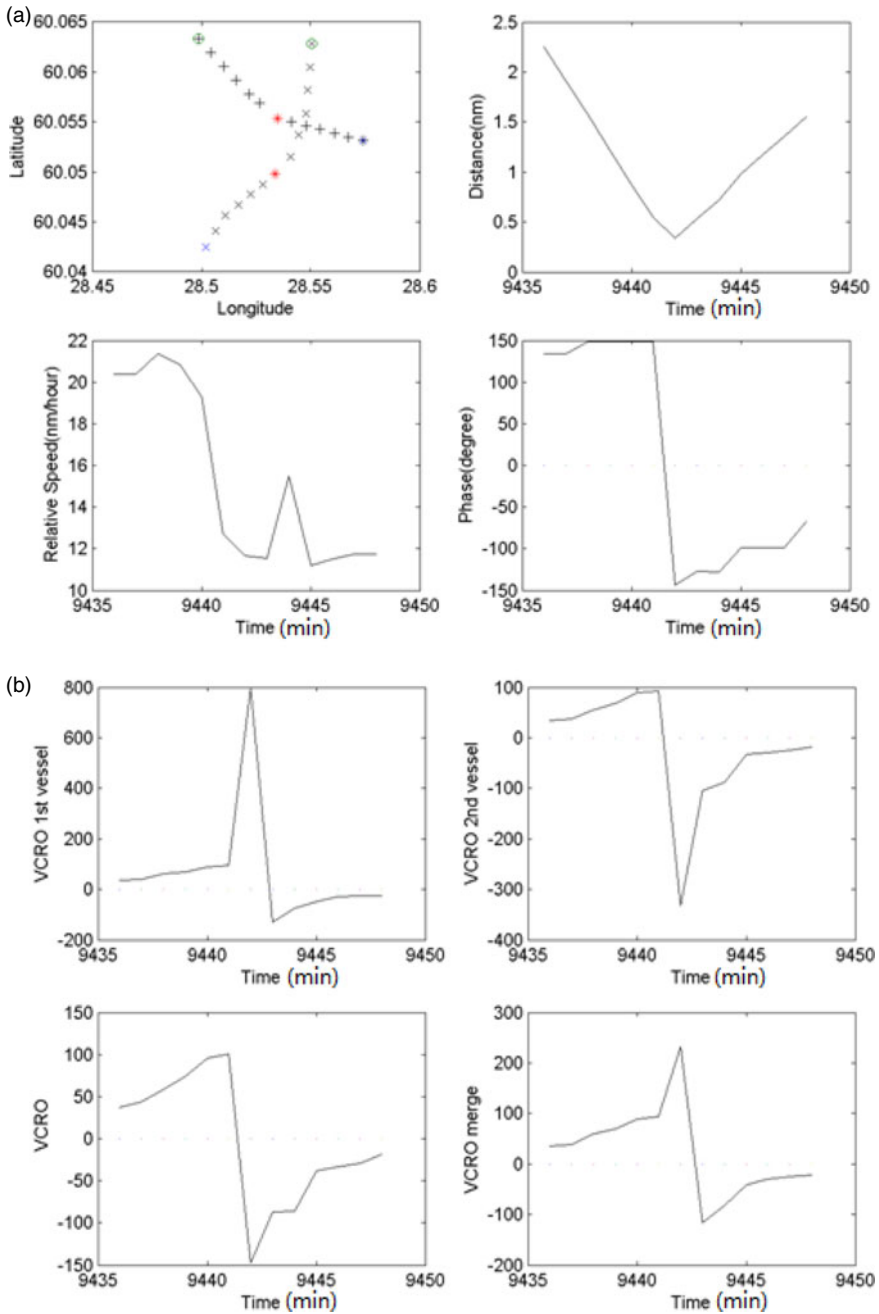 (a)
60.065
60.06
60.055
60.05
60.045
60.04
Latitude
28.45 28.5 28.55 28.6
Longitude
2.5
2
1.5
1
0.5
0
Distance(nm)
9435 9440 9445 9450
Time (min)
22
20
18
16
14
12
10
Relative Speed(nm/hour)
9435 9440 9445 9450
Time (min)
150
100
50
0
-50
-100
-150
Phase(degree)
9435 9440 9445 9450
Time (min)
(b)
800
600
400
200
0
-200
VCRO 1st vessel
9435 9440 9445 9450
Time (min)
100
0
-100
-200
-300
-400
VCRO 2nd vessel
9435 9440 9445 9450
Time (min)
150
100
50
0
-50
-100
-150
VCRO
9435 9440 9445 9450
Time (min)
300
200
100
0
-100
-200
VCRO merge
9435 9440 9445 9450
Time (min)